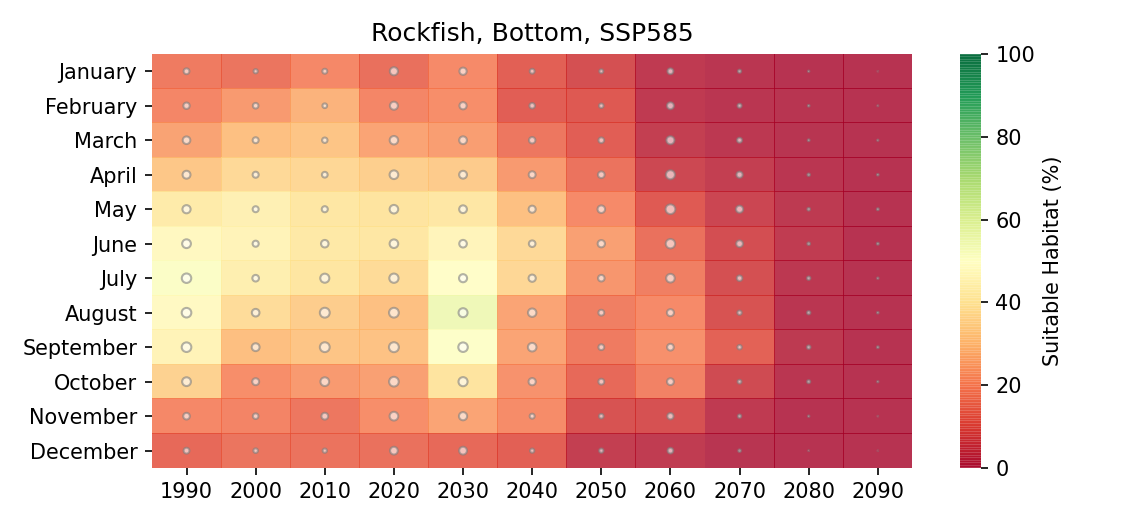 Rockfish, Bottom, SSP585
January
February
March
April
May
June
July
August
September
October
November
December
1990 2000 2010 2020 2030 2040 2050 2060 2070 2080 2090
100
80
60
40
20
0
Suitable Habitat (%)